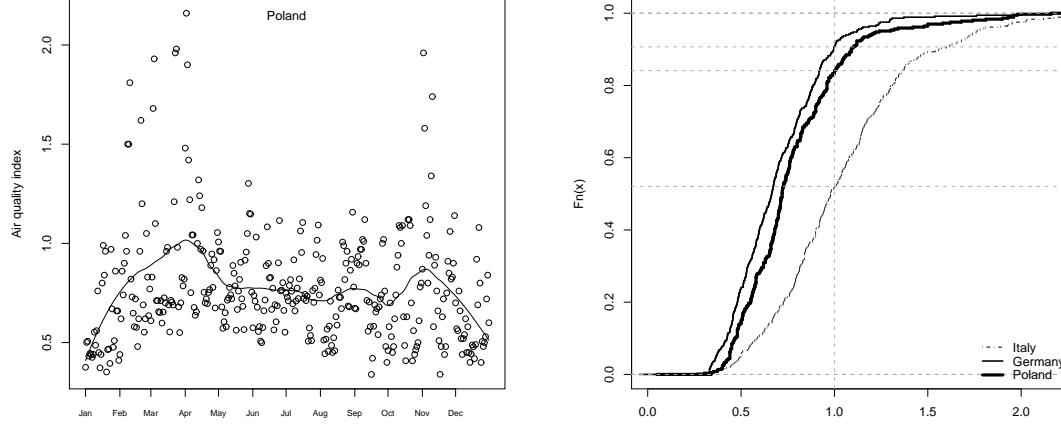 Poland
Air quality index
2.0
1.5
1.0
0.5
Jan Feb Mar Apr May Jun Jul Aug Sep Oct Nov Dec
Fn(x)
1.0
0.8
0.6
0.4
0.2
0.0
Italy
Germany
Poland
0.0 0.5 1.0 1.5 2.0